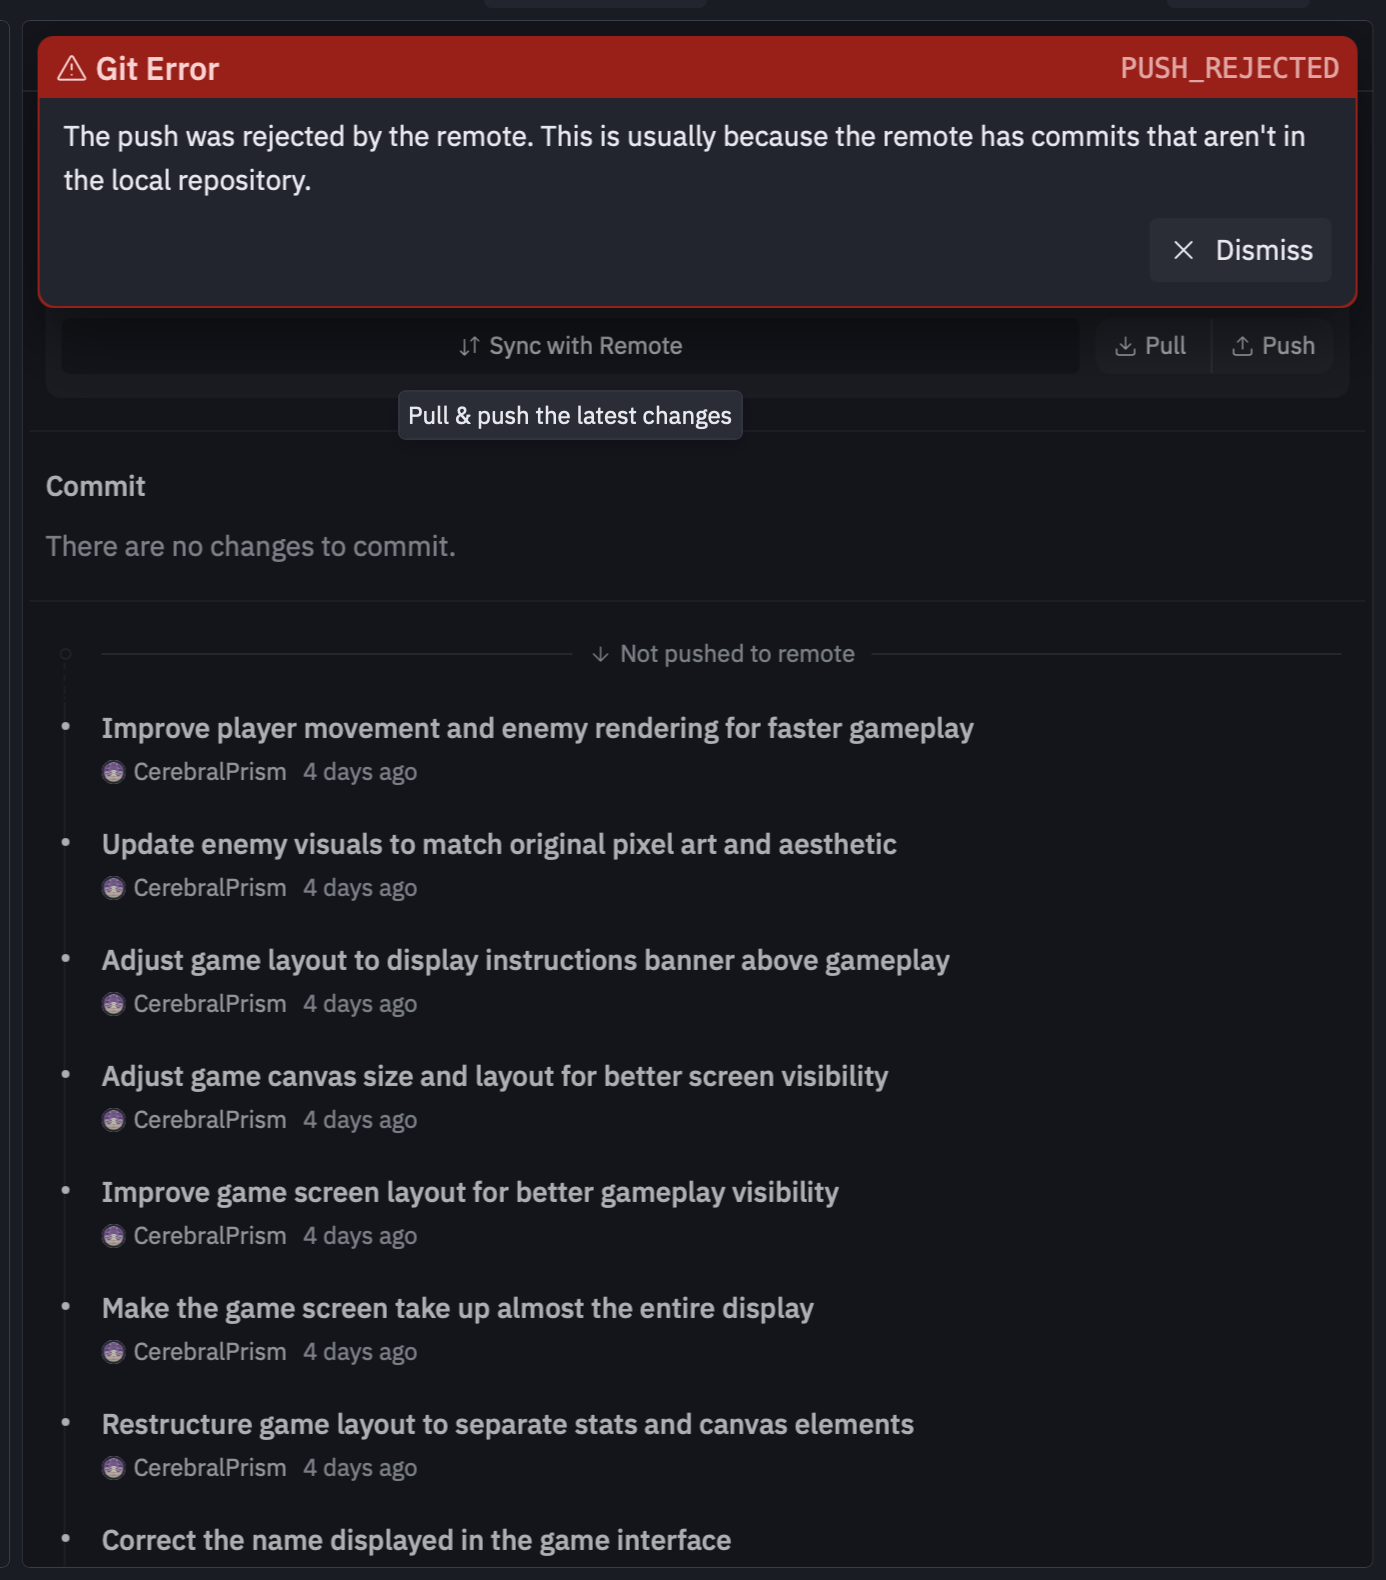 Git Error
PUSH_REJECTED
The push was rejected by the remote. This is usually because the remote has commits that aren't in
the local repository.
Dismiss
Sync with Remote
Pull
Push
Pull & push the latest changes
Commit
There are no changes to commit.
Not pushed to remote
Improve player movement and enemy rendering for faster gameplay
CerebralPrism 4 days ago
Update enemy visuals to match original pixel art and aesthetic
CerebralPrism 4 days ago
Adjust game layout to display instructions banner above gameplay
CerebralPrism 4 days ago
Adjust game canvas size and layout for better screen visibility
CerebralPrism 4 days ago
Improve game screen layout for better gameplay visibility
CerebralPrism 4 days ago
Make the game screen take up almost the entire display
CerebralPrism 4 days ago
Restructure game layout to separate stats and canvas elements
CerebralPrism 4 days ago
Correct the name displayed in the game interface